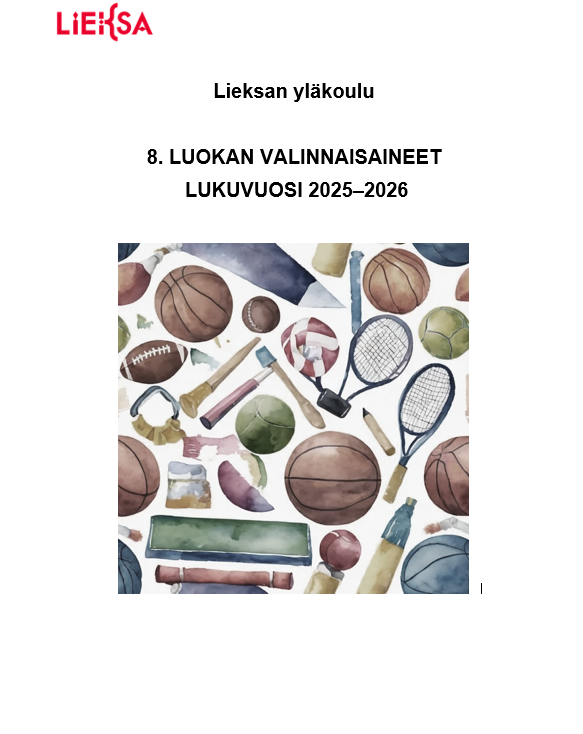 LIEKSA
Lieksan yläkoulu
8. LUOKAN VALINNAISAINEET
LUKUVUOSI 2025–2026